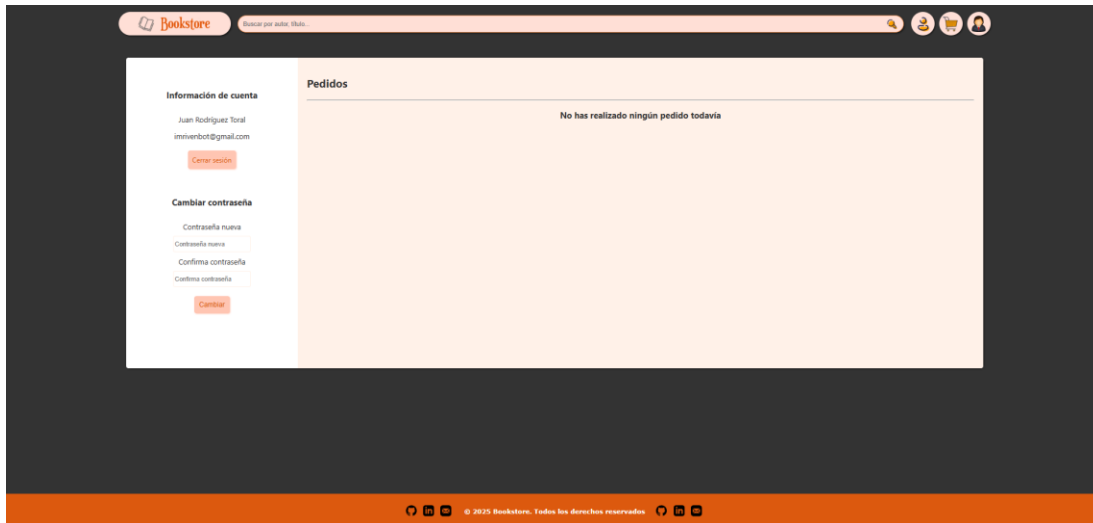 Bookstore
Buscar por autor, título...
Información de cuenta
Juan Rodríguez Toral
imrivenbot@gmail.com
Cerrar sesión
Cambiar contraseña
Contraseña nueva
Contraseña nueva
Confirma contraseña
Confirma contraseña
Cambiar
Pedidos
No has realizado ningún pedido todavía
© 2025 Bookstore. Todos los derechos reservados